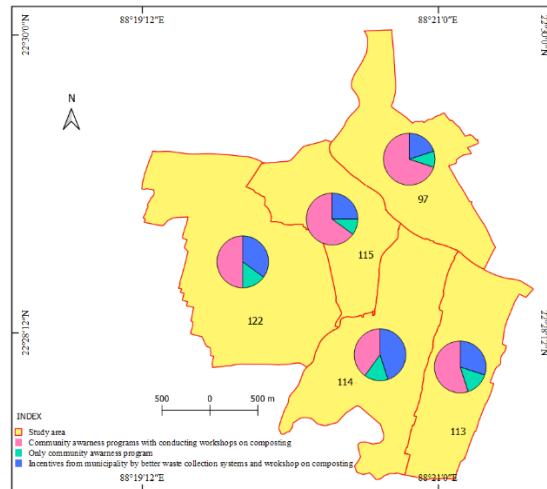 88°19'12"E 88°21'0"E
22°30'0"N 22°30'0"N
N
97
115
122
22°28'12"N 22°28'12"N
114
113
500 0 500 m
INDEX
Study area
Community awarness programs with conducting workshops on composting
Only community awarness program
Incentives from municipality by better waste collection systems and wrokshop on composting
88°19'12"E 88°21'0"E